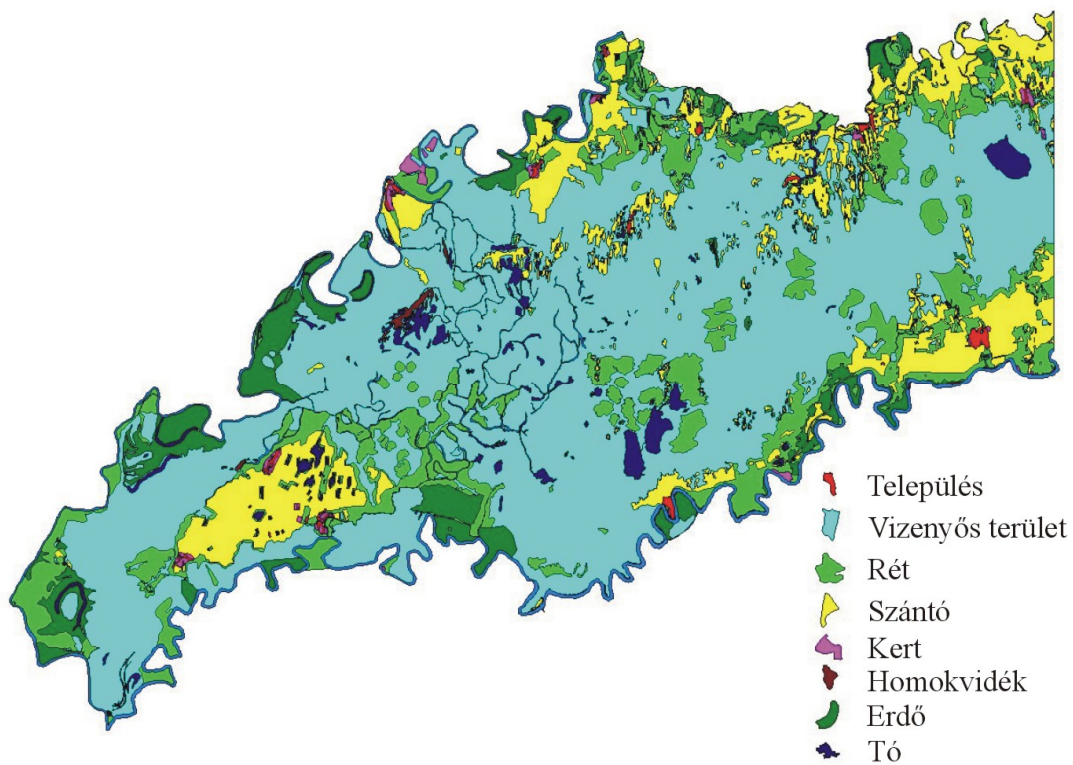 Település
Vizenyős terület
Rét
Szántó
Kert
Homokvidék
Erdő
Tó